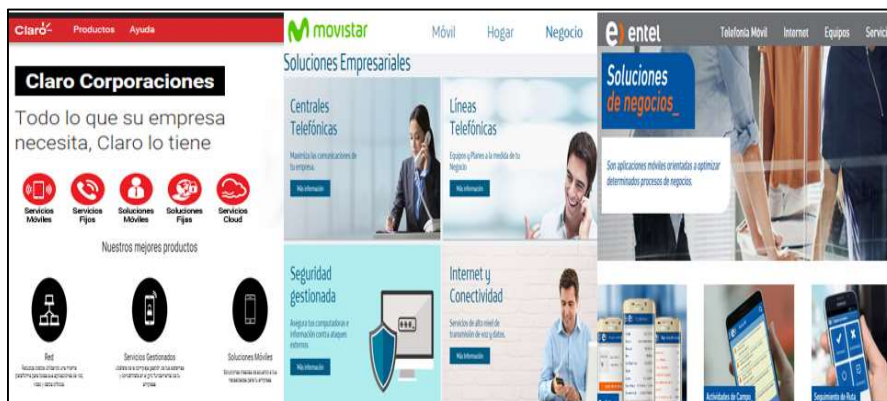 Claro
Productos
Ayuda
Claro Corporaciones
Todo lo que su empresa
necesita, Claro lo tiene
Servicios
Móviles
Servicios
Fijos
Soluciones
Móviles
Soluciones
Fijas
Servicios
Cloud
Nuestros mejores productos
Red
Servicios Gestionados
Soluciones Móviles
movistar
Móvil
Hogar
Negocio
Soluciones Empresariales
Centrales
Telefónicas
Maximiza las comunicaciones de
tu empresa.
Más información
Líneas
Telefónicas
Equipos y Planes a la medida de tu
Negocio
Más información
Seguridad
gestionada
Asegura tus computadoras e
información contra ataques
externos.
Más información
Internet y
Conectividad
Servicios de alto nivel de
transmisión de voz y datos.
Más información
entel
Telefonía Móvil
Internet
Equipos
Servici
Soluciones
de negocios_
Son aplicaciones móviles orientadas a optimizar
determinados procesos de negocios.
Actividades de Campo
Seguimiento de Ruta